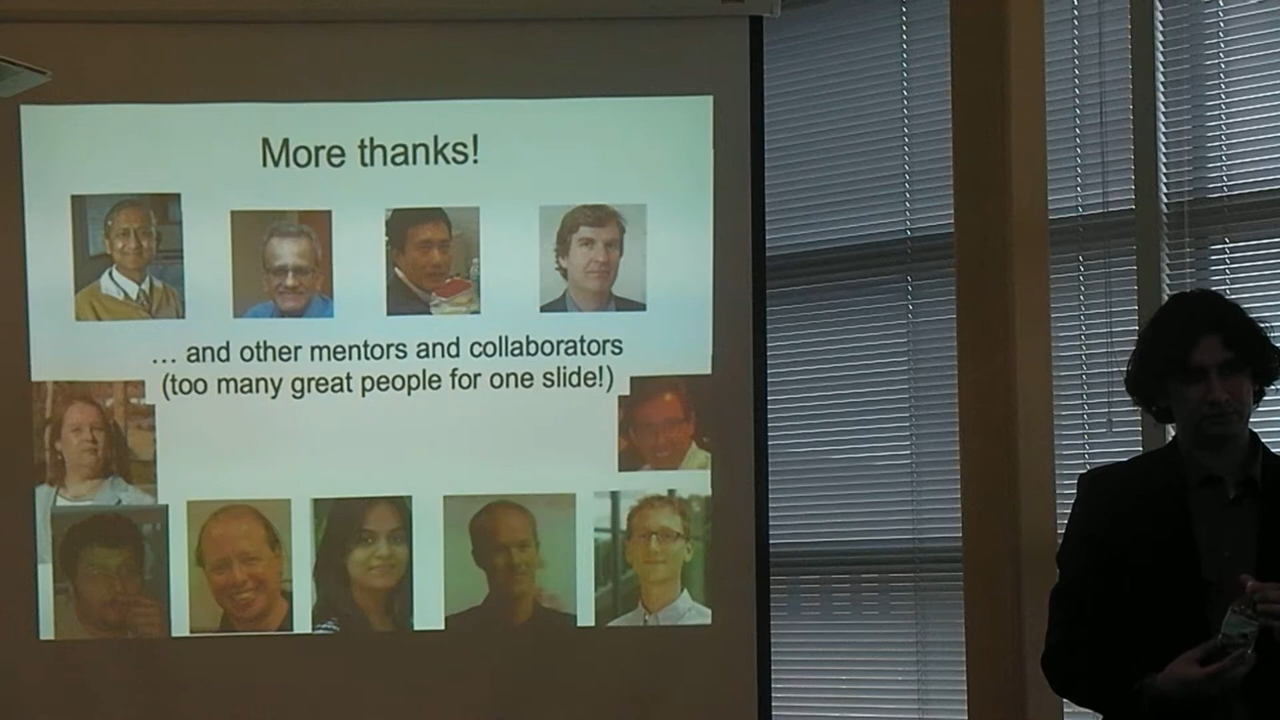 More thanks!
… and other mentors and collaborators
(too many great people for one slide!)